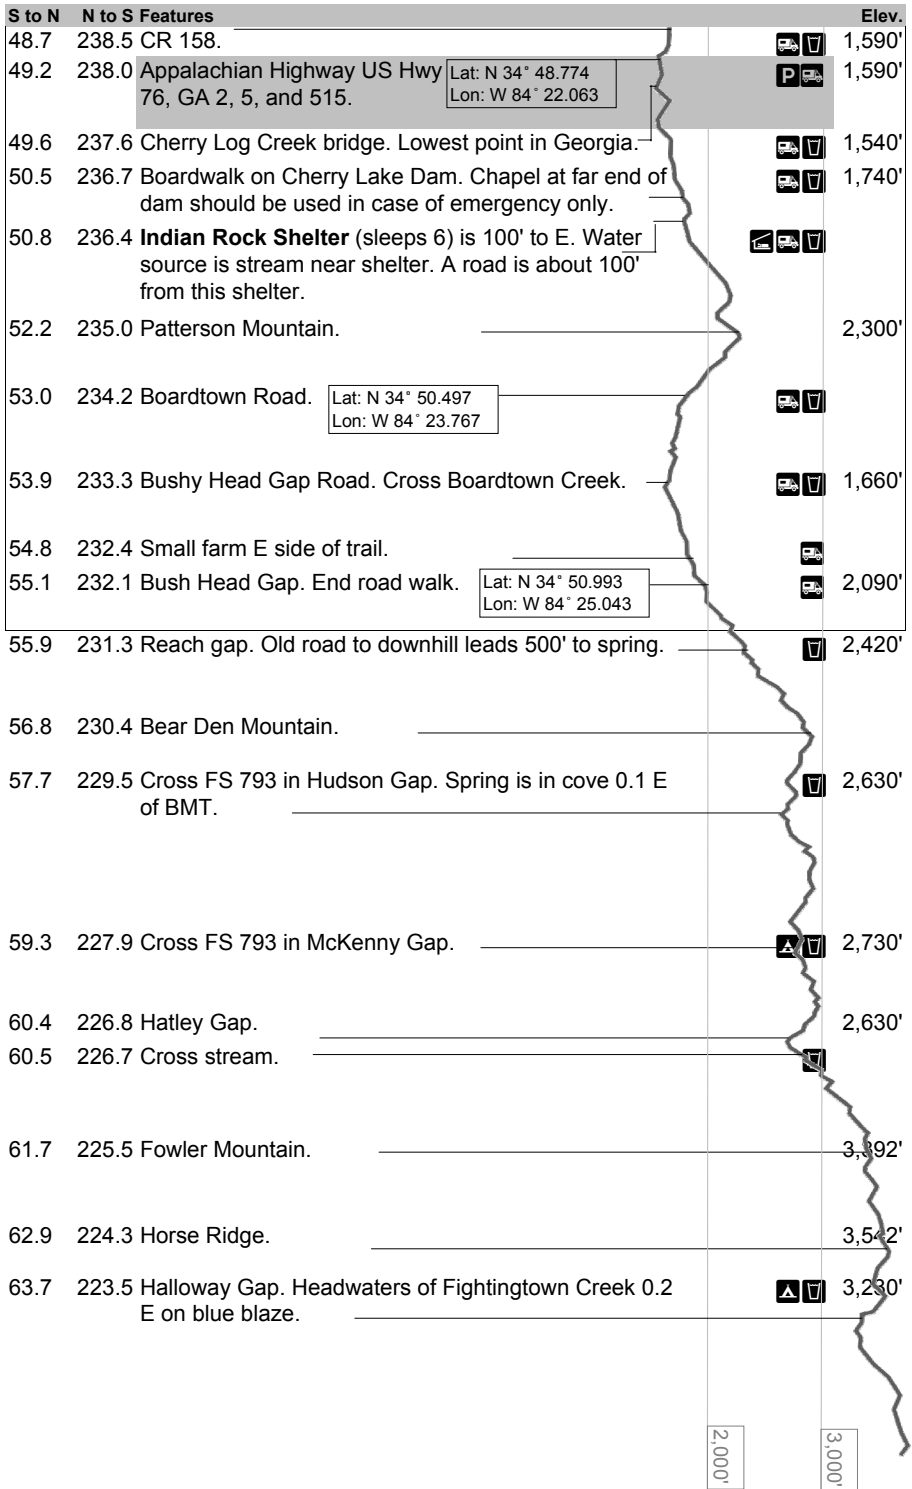 S to N N to S Features Elev.
48.7 238.5 CR 158. 1,590'
49.2 238.0 Appalachian Highway US Hwy Lat: N 34° 48.774 P 1,590'
76, GA 2, 5, and 515. Lon: W 84° 22.063
49.6 237.6 Cherry Log Creek bridge. Lowest point in Georgia. 1,540'
50.5 236.7 Boardwalk on Cherry Lake Dam. Chapel at far end of 1,740'
dam should be used in case of emergency only.
50.8 236.4 Indian Rock Shelter (sleeps 6) is 100' to E. Water
source is stream near shelter. A road is about 100'
from this shelter.
52.2 235.0 Patterson Mountain. 2,300'
53.0 234.2 Boardtown Road. Lat: N 34° 50.497
Lon: W 84° 23.767
53.9 233.3 Bushy Head Gap Road. Cross Boardtown Creek. 1,660'
54.8 232.4 Small farm E side of trail.
55.1 232.1 Bush Head Gap. End road walk. Lat: N 34° 50.993 2,090'
Lon: W 84° 25.043
55.9 231.3 Reach gap. Old road to downhill leads 500' to spring. 2,420'
56.8 230.4 Bear Den Mountain.
57.7 229.5 Cross FS 793 in Hudson Gap. Spring is in cove 0.1 E 2,630'
of BMT.
59.3 227.9 Cross FS 793 in McKenny Gap. 2,730'
60.4 226.8 Hatley Gap. 2,630'
60.5 226.7 Cross stream.
61.7 225.5 Fowler Mountain. 3,392'
62.9 224.3 Horse Ridge. 3,542'
63.7 223.5 Halloway Gap. Headwaters of Fightingtown Creek 0.2 3,230'
E on blue blaze.
2,000'
3,000'